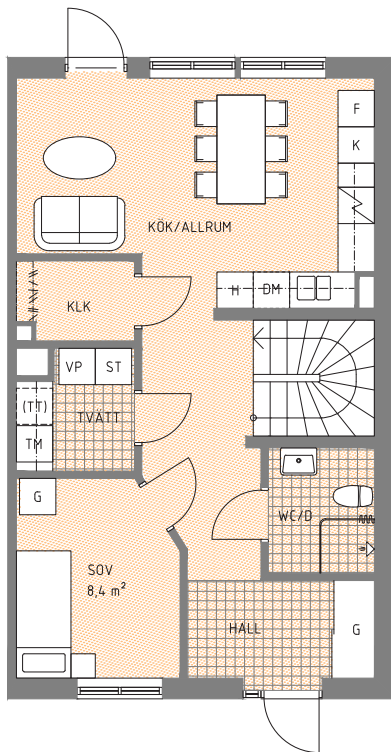 F
K
KÖK/ALLRUM
H
DM
KLK
VP
ST
(TT)
TVÄTT
TM
G
WC/D
SOV
8,4 m²
HALL
G